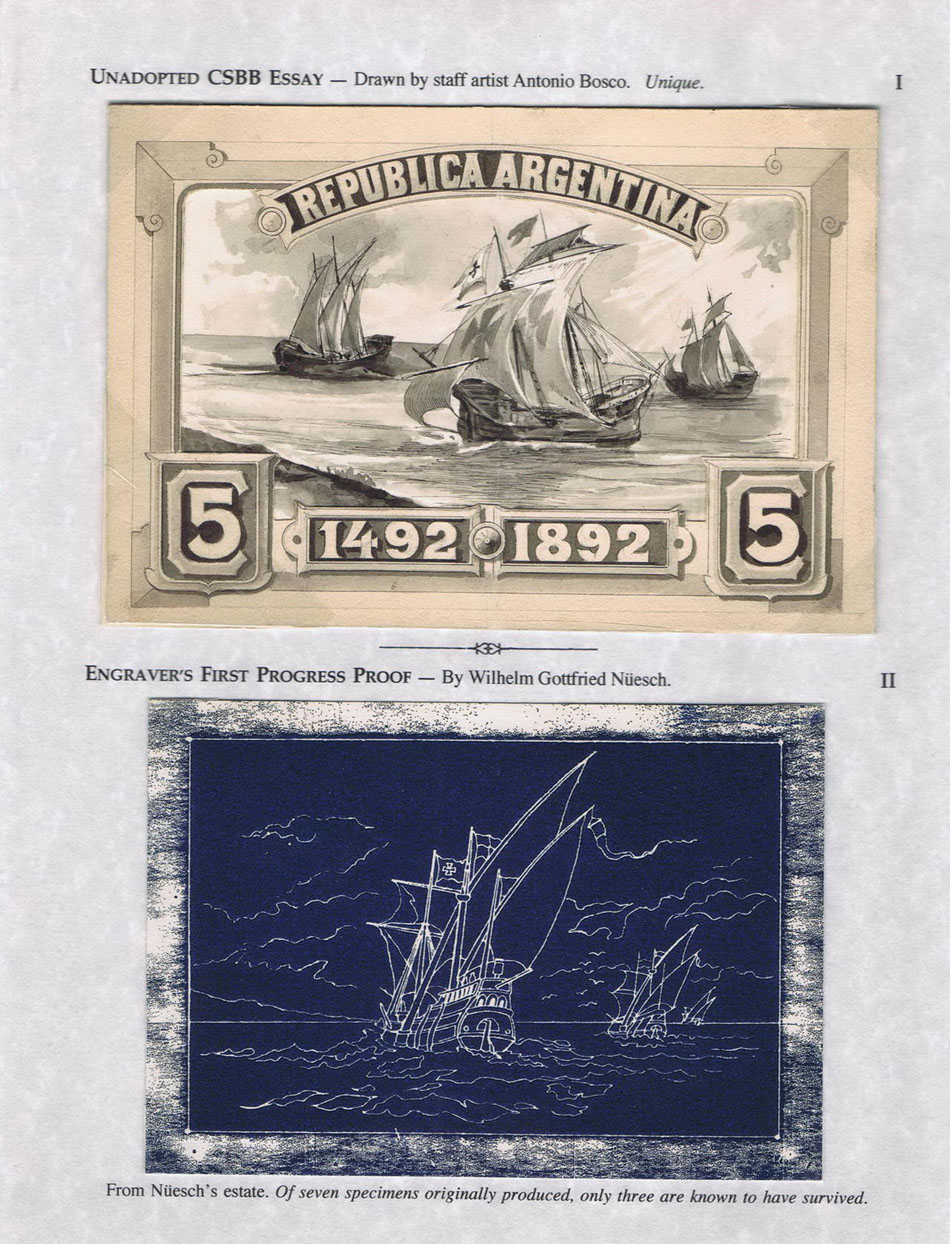 UNADOPTED CSBB ESSAY — Drawn by staff artist Antonio Bosco. Unique. I
REPUBLICA ARGENTINA
5 1492 1892 5
ENGRAVER'S FIRST PROGRESS PROOF — By Wilhelm Gottfried Nüesch. II
From Nüesch's estate. Of seven specimens originally produced, only three are known to have survived.